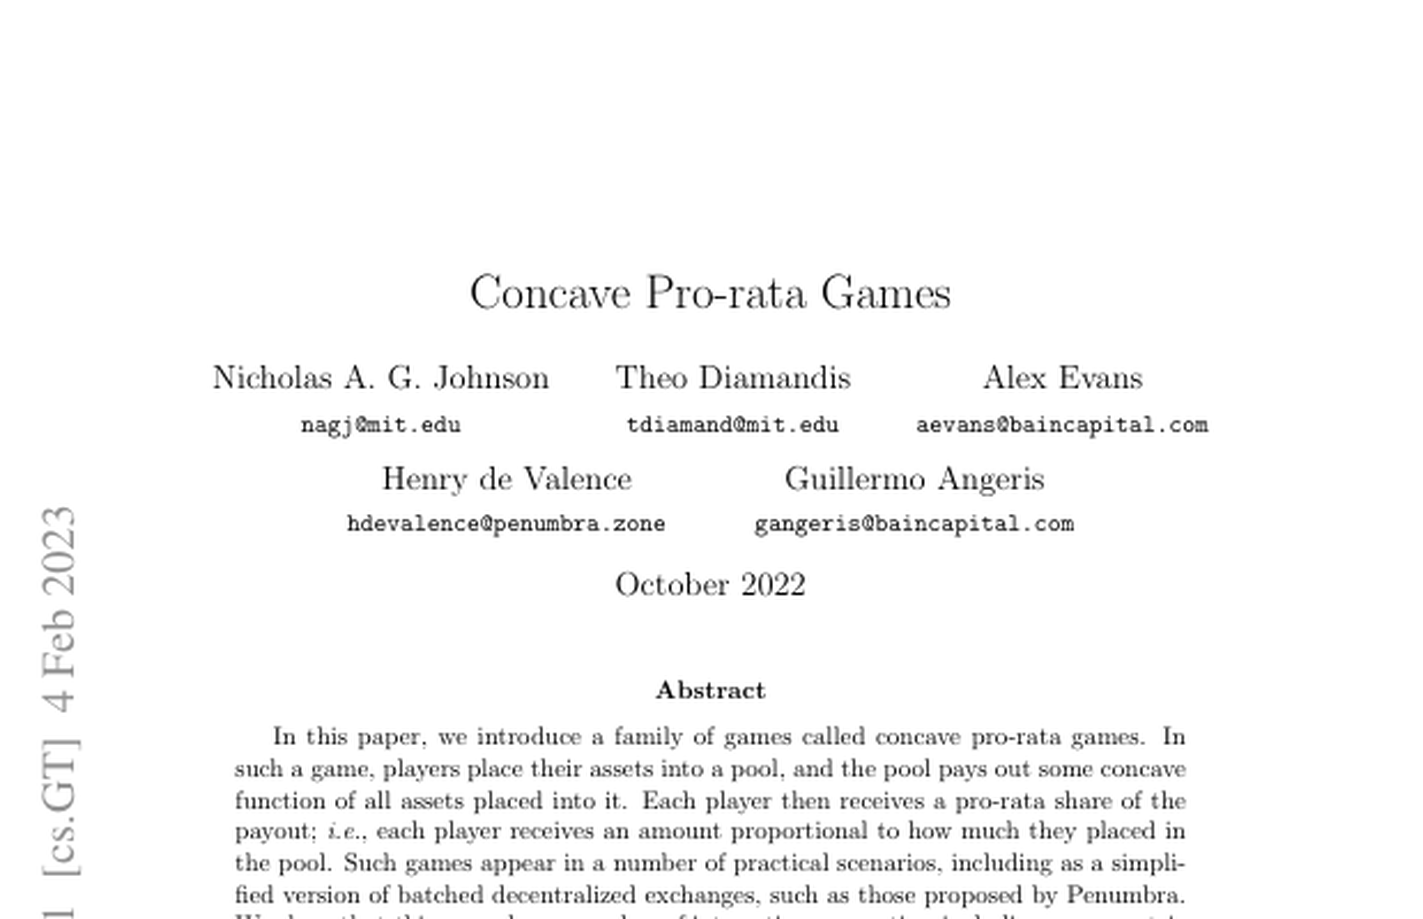 Concave Pro-rata Games
Nicholas A. G. Johnson Theo Diamandis Alex Evans
nagj@mit.edu tdiamand@mit.edu aevans@baincapital.com
Henry de Valence Guillermo Angeris
hdevalence@penumbra.zone gangeris@baincapital.com
October 2022
Abstract
In this paper, we introduce a family of games called concave pro-rata games. In
such a game, players place their assets into a pool, and the pool pays out some concave
function of all assets placed into it. Each player then receives a pro-rata share of the
payout; i.e., each player receives an amount proportional to how much they placed in
the pool. Such games appear in a number of practical scenarios, including as a simpli-
fied version of batched decentralized exchanges, such as those proposed by Penumbra.
[cs.GT] 4 Feb 2023